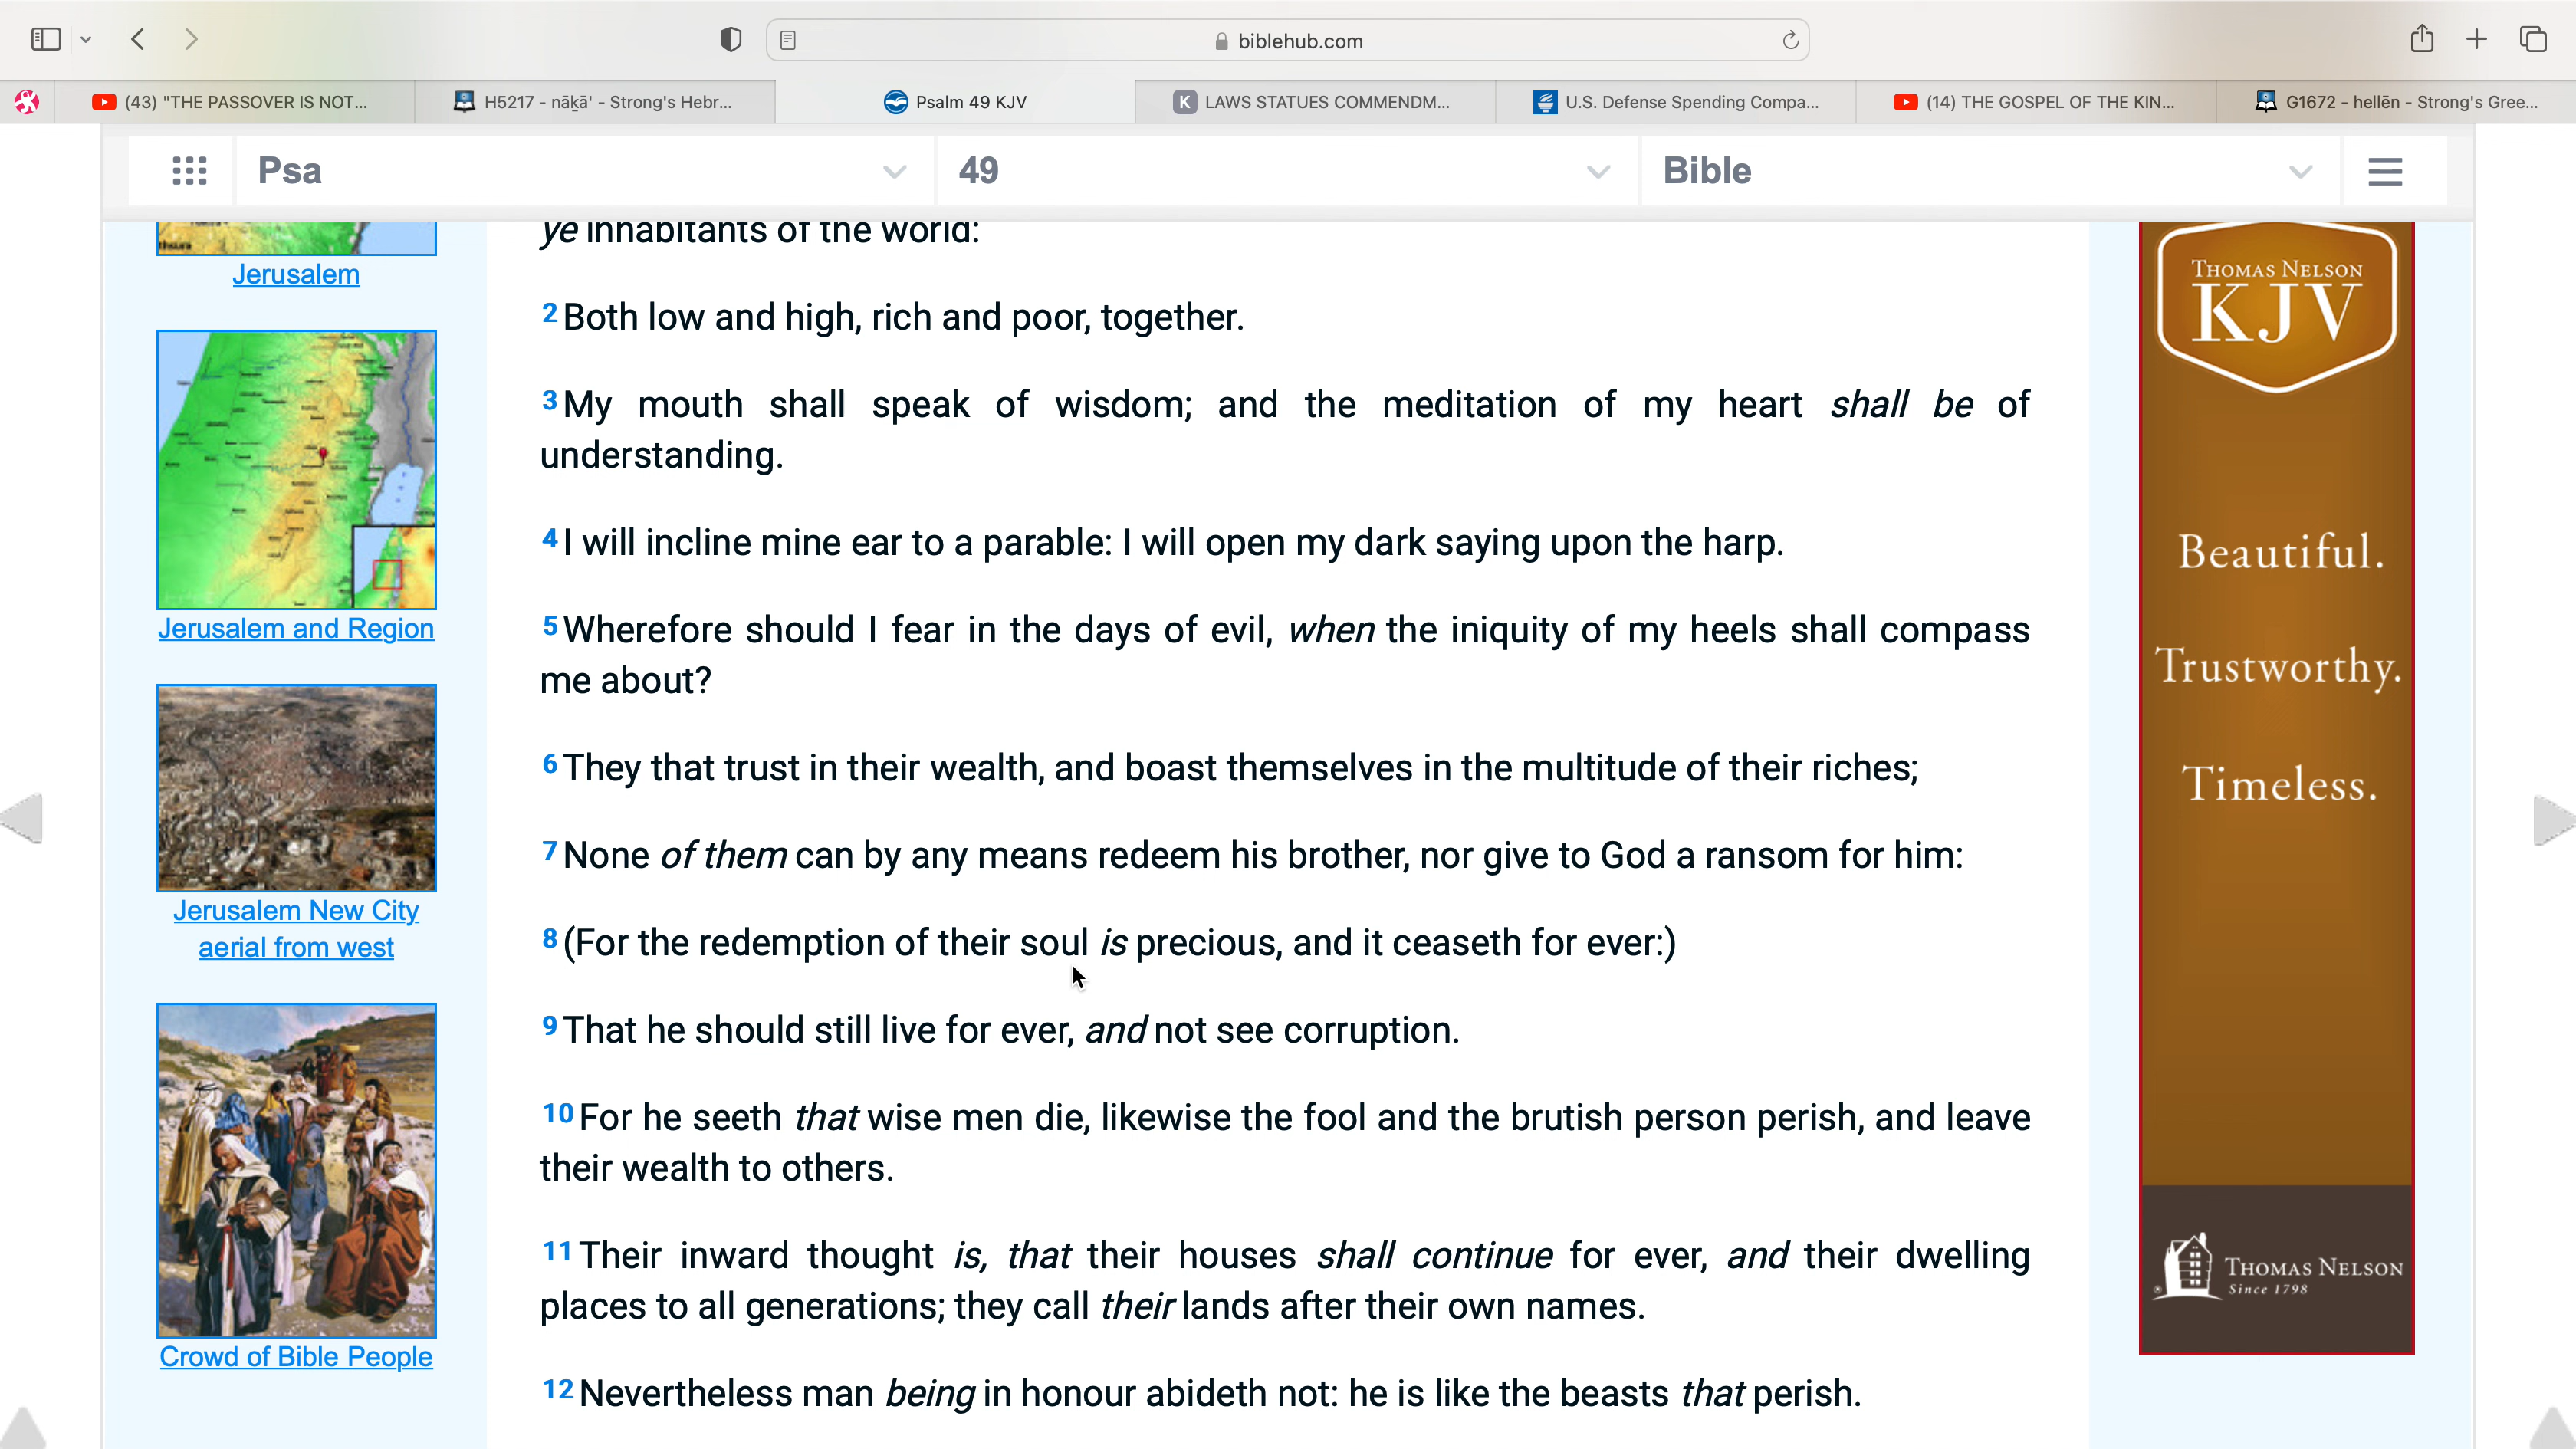 biblehub.com
(43) "THE PASSOVER IS NOT...
H5217 - nāḵā' - Strong's Hebr...
Psalm 49 KJV
K LAWS STATUES COMMENDM...
U.S. Defense Spending Compa...
(14) THE GOSPEL OF THE KIN...
G1672 - hellēn - Strong's Gree...
Psa
49
Bible
Jerusalem
Jerusalem and Region
Jerusalem New City
aerial from west
Crowd of Bible People
ye inhabitants of the world:
2 Both low and high, rich and poor, together.
3 My mouth shall speak of wisdom; and the meditation of my heart shall be of
understanding.
4 I will incline mine ear to a parable: I will open my dark saying upon the harp.
5 Wherefore should I fear in the days of evil, when the iniquity of my heels shall compass
me about?
6 They that trust in their wealth, and boast themselves in the multitude of their riches;
7 None of them can by any means redeem his brother, nor give to God a ransom for him:
8 (For the redemption of their soul is precious, and it ceaseth for ever:)
9 That he should still live for ever, and not see corruption.
10 For he seeth that wise men die, likewise the fool and the brutish person perish, and leave
their wealth to others.
11 Their inward thought is, that their houses shall continue for ever, and their dwelling
places to all generations; they call their lands after their own names.
12 Nevertheless man being in honour abideth not: he is like the beasts that perish.
THOMAS NELSON
KJV
Beautiful.
Trustworthy.
Timeless.
THOMAS NELSON
Since 1798